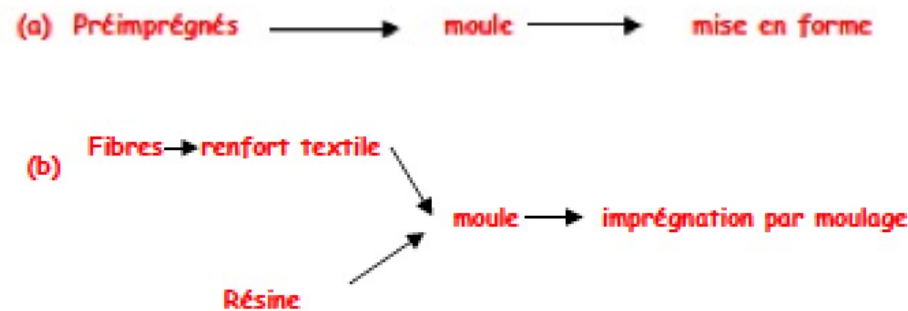 (a) Préimprégnés moule mise en forme
Fibres renfort textile
(b)
moule imprégnation par moulage
Résine